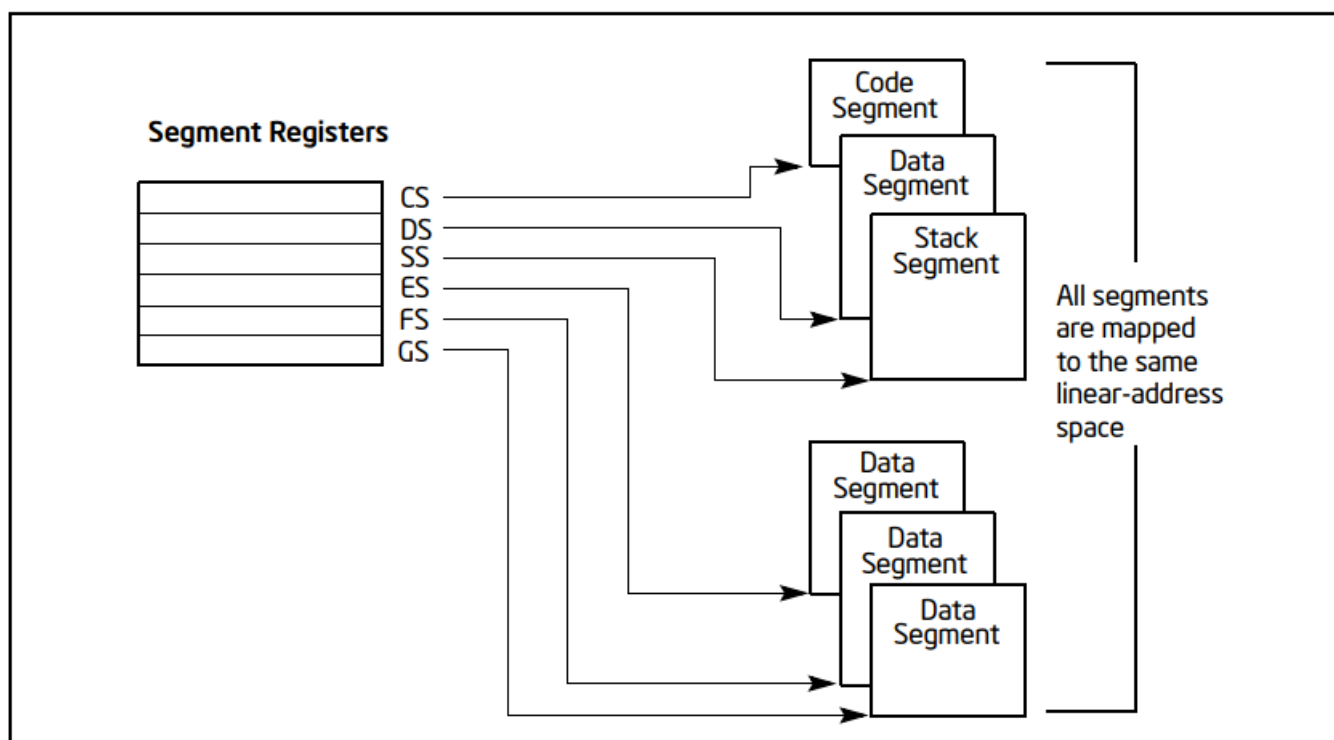 Segment Registers
CS
DS
SS
ES
FS
GS
Code
Segment
Data
Segment
Stack
Segment
Data
Segment
Data
Segment
Data
Segment
All segments
are mapped
to the same
linear-address
space